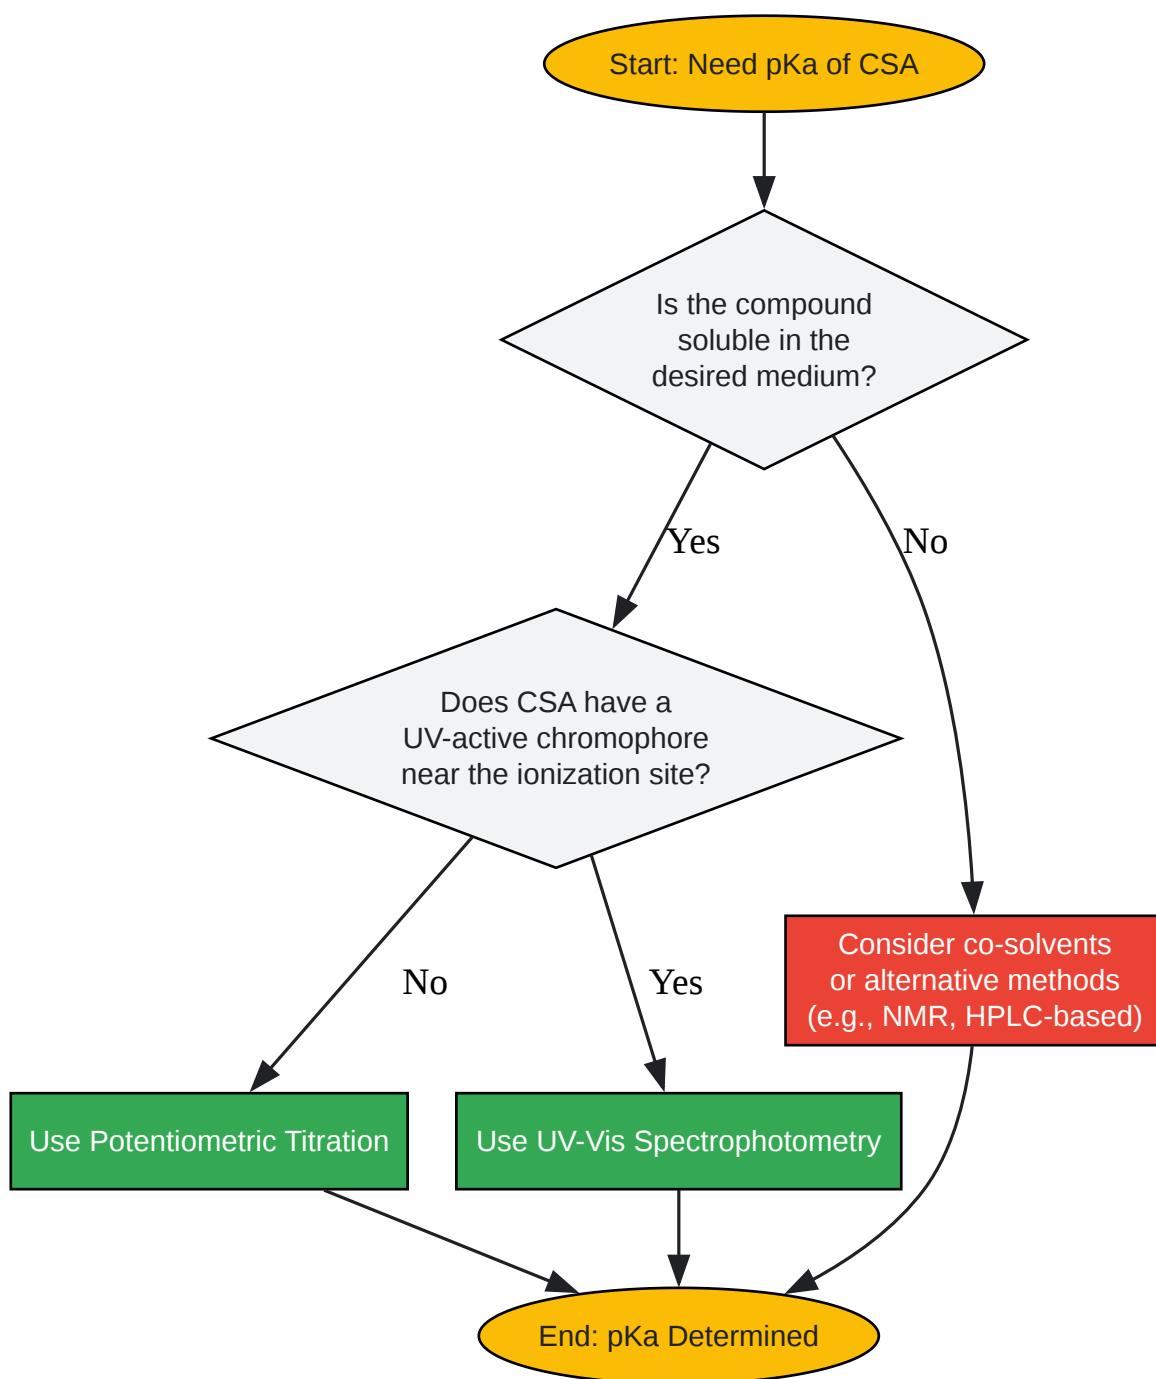 Start: Need pKa of CSA
Is the compound
soluble in the
desired medium?
Yes
No
Does CSA have a
UV-active chromophore
near the ionization site?
No
Yes
Consider co-solvents
or alternative methods
(e.g., NMR, HPLC-based)
Use Potentiometric Titration
Use UV-Vis Spectrophotometry
End: pKa Determined